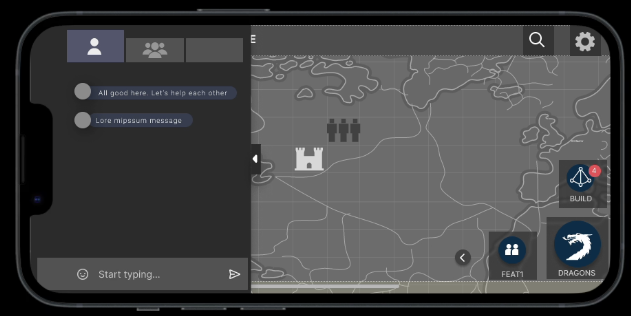 E
All good here. Let's help each other
Lore mipssum message
4
BUILD
FEAT1
DRAGONS
Start typing...